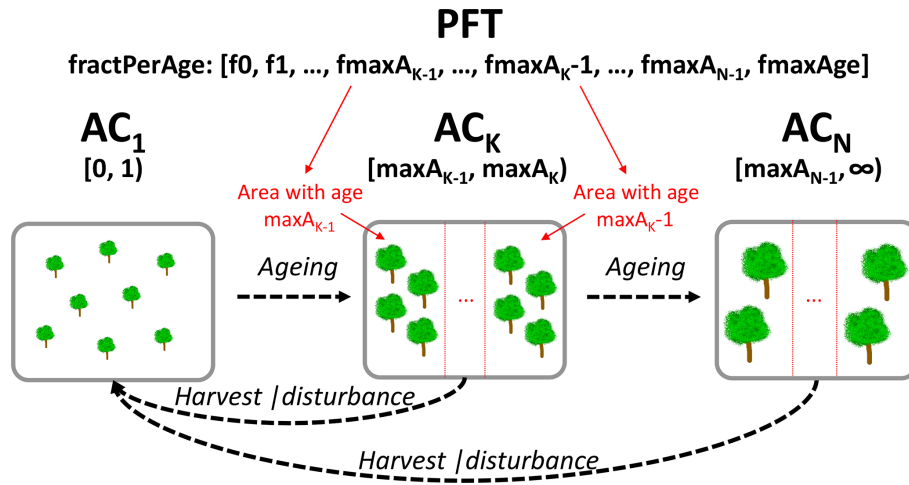 PFT
fractPerAge: [f0, f1, ..., fmaxA_{K-1}, ..., fmaxA_K-1, ..., fmaxA_{N-1}, fmaxAge]
AC_1
[0, 1)
AC_K
[maxA_{K-1}, maxA_K)
AC_N
[maxA_{N-1}, ∞)
Area with age
maxA_{K-1}
Area with age
maxA_K-1
Ageing
...
Ageing
...
Harvest |disturbance
Harvest |disturbance